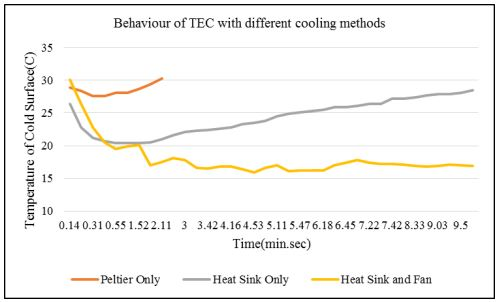 Behaviour of TEC with different cooling methods
Temperature of Cold Surface(C)
35
30
25
20
15
10
0.14 0.31 0.55 1.52 2.11 3 3.42 4.16 4.53 5.11 5.47 6.18 6.45 7.22 7.42 8.33 9.03 9.5
Time(min.sec)
Peltier Only Heat Sink Only Heat Sink and Fan